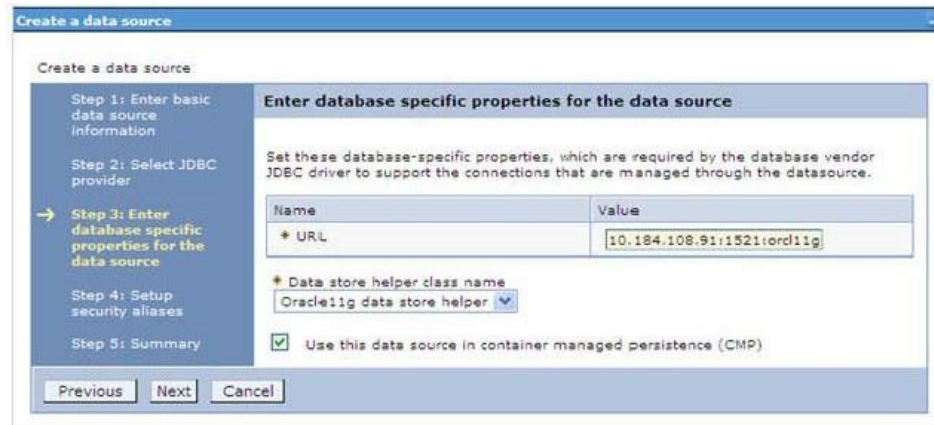 Create a data source
Create a data source
Step 1: Enter basic
data source
information
Step 2: Select JDBC
provider
Step 3: Enter
database specific
properties for the
data source
Step 4: Setup
security aliases
Step 5: Summary
Enter database specific properties for the data source
Set these database-specific properties, which are required by the database vendor
JDBC driver to support the connections that are managed through the datasource.
Name Value
* URL 10.184.108.91:1521:orcl11g
* Data store helper class name
Oracle11g data store helper
Use this data source in container managed persistence (CMP)
Previous Next Cancel